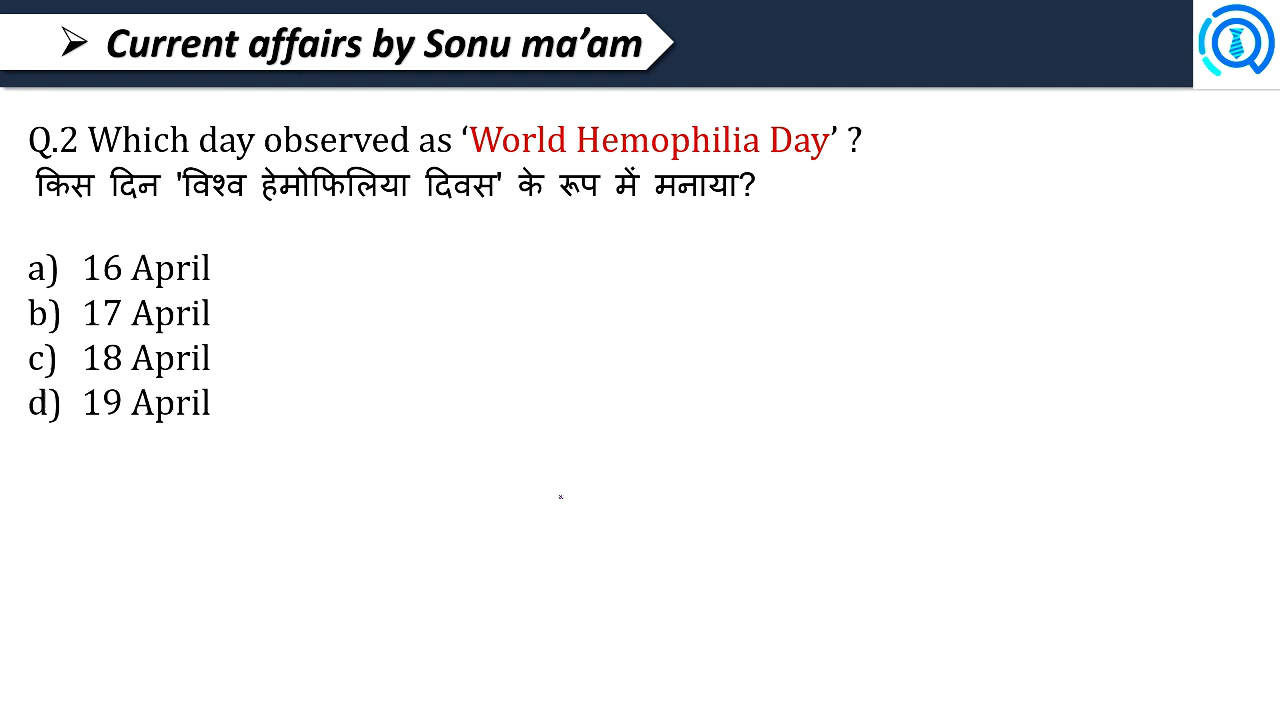 ➢ Current affairs by Sonu ma’am
Q.2 Which day observed as ‘World Hemophilia Day’ ?
किस दिन 'विश्व हेमोफिलिया दिवस' के रूप में मनाया?
a) 16 April
b) 17 April
c) 18 April
d) 19 April